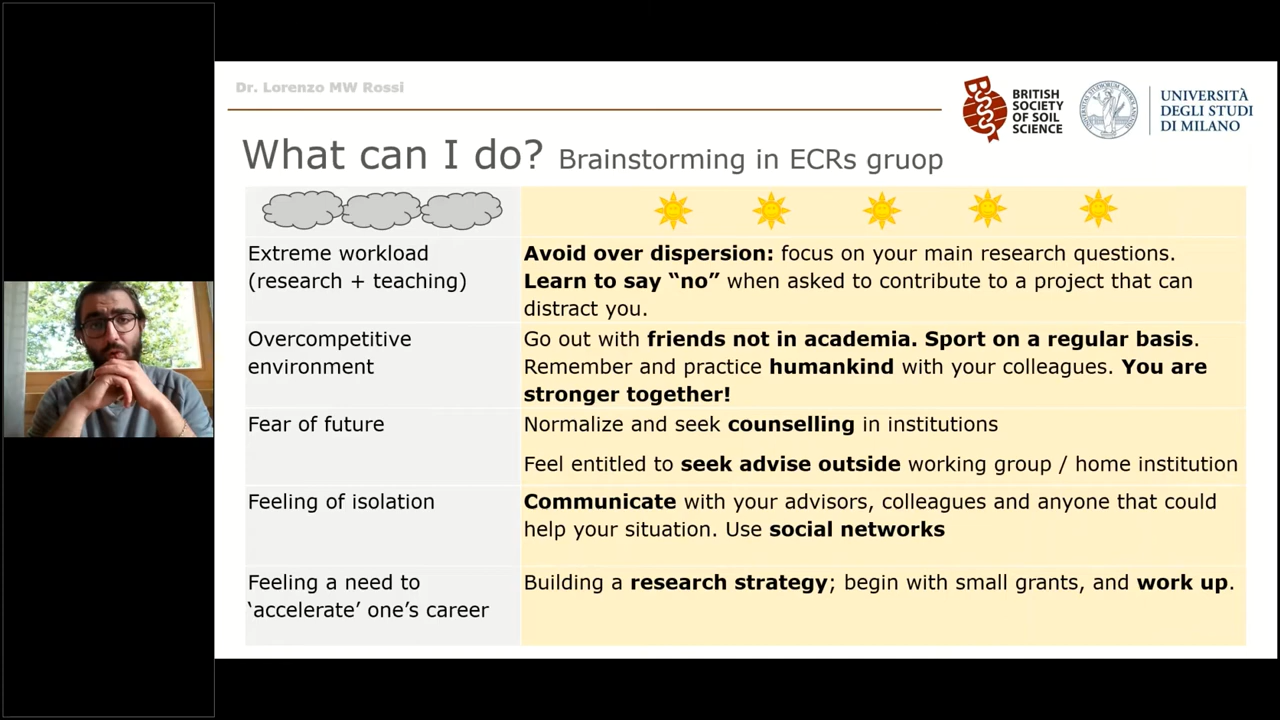 Dr. Lorenzo MW Rossi
BRITISH
SOCIETY
OF SOIL
SCIENCE
UNIVERSITÀ
DEGLI STUDI
DI MILANO
What can I do? Brainstorming in ECRs gruop
Extreme workload
(research + teaching)
Avoid over dispersion: focus on your main research questions.
Learn to say “no” when asked to contribute to a project that can
distract you.
Overcompetitive
environment
Go out with friends not in academia. Sport on a regular basis.
Remember and practice humankind with your colleagues. You are
stronger together!
Fear of future
Normalize and seek counselling in institutions
Feel entitled to seek advise outside working group / home institution
Feeling of isolation
Communicate with your advisors, colleagues and anyone that could
help your situation. Use social networks
Feeling a need to
‘accelerate’ one’s career
Building a research strategy; begin with small grants, and work up.